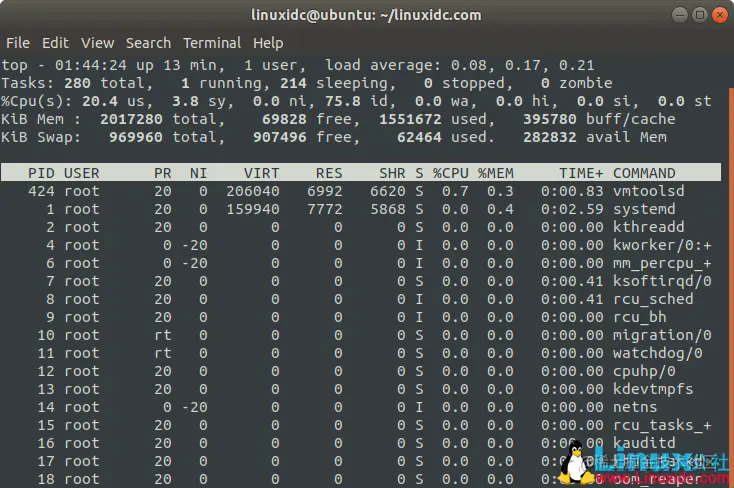 linuxidc@ubuntu: ~/linuxidc.com
File Edit View Search Terminal Help
top - 01:44:24 up 13 min,  1 user,  load average: 0.08, 0.17, 0.21
Tasks: 280 total,   1 running, 214 sleeping,   0 stopped,   0 zombie
%Cpu(s): 20.4 us,  3.8 sy,  0.0 ni, 75.8 id,  0.0 wa,  0.0 hi,  0.0 si,  0.0 st
KiB Mem :  2017280 total,    69828 free,  1551672 used,   395780 buff/cache
KiB Swap:   969960 total,   907496 free,    62464 used.   282832 avail Mem
PID USER PR NI VIRT RES SHR S %CPU %MEM TIME+ COMMAND
424 root 20 0 206040 6992 6620 S 0.7 0.3 0:00.83 vmtoolsd
1 root 20 0 159940 7772 5868 S 0.0 0.4 0:02.59 systemd
2 root 20 0 0 0 0 S 0.0 0.0 0:00.00 kthreadd
4 root 0 -20 0 0 0 I 0.0 0.0 0:00.00 kworker/0:+
6 root 0 -20 0 0 0 I 0.0 0.0 0:00.00 mm_percpu_+
7 root 20 0 0 0 0 S 0.0 0.0 0:00.41 ksoftirqd/0
8 root 20 0 0 0 0 I 0.0 0.0 0:00.41 rcu_sched
9 root 20 0 0 0 0 I 0.0 0.0 0:00.00 rcu_bh
10 root rt 0 0 0 0 S 0.0 0.0 0:00.00 migration/0
11 root rt 0 0 0 0 S 0.0 0.0 0:00.00 watchdog/0
12 root 20 0 0 0 0 S 0.0 0.0 0:00.00 cpuhp/0
13 root 20 0 0 0 0 S 0.0 0.0 0:00.00 kdevtmpfs
14 root 0 -20 0 0 0 I 0.0 0.0 0:00.00 netns
15 root 20 0 0 0 0 S 0.0 0.0 0:00.00 rcu_tasks_+
16 root 20 0 0 0 0 S 0.0 0.0 0:00.00 kauditd
17 root 20 0 0 0 0 S 0.0 0.0
18 root 20 0 0 0 0 S 0.0 0.0 oom_reaper
Linux社区
www.Linuxidc.com